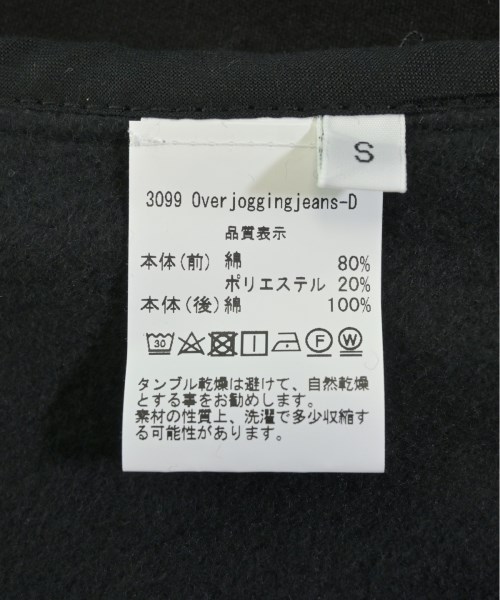 S
3099 Overjoggingjeans-D
品質表示
本体(前) 綿 80%
ポリエステル 20%
本体(後) 綿 100%
30 F W
タンブル乾燥は避けて、自然乾燥
とする事をお勧めします。
素材の性質上、洗濯で多少収縮す
る可能性があります。